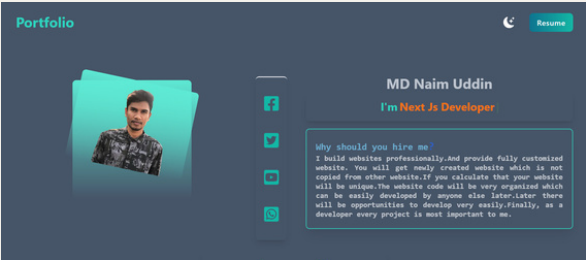 Portfolio
Resume
MD Naim Uddin
I'm Next Js Developer
Why should you hire me?
I build websites professionally.And provide fully customized
website. You will get newly created website which is not
copied from other website.If you calculate that your website
will be unique.The website code will be very organized which
can be easily developed by anyone else later.Later there
will be opportunities to develop very easily.Finally, as a
developer every project is most important to me.